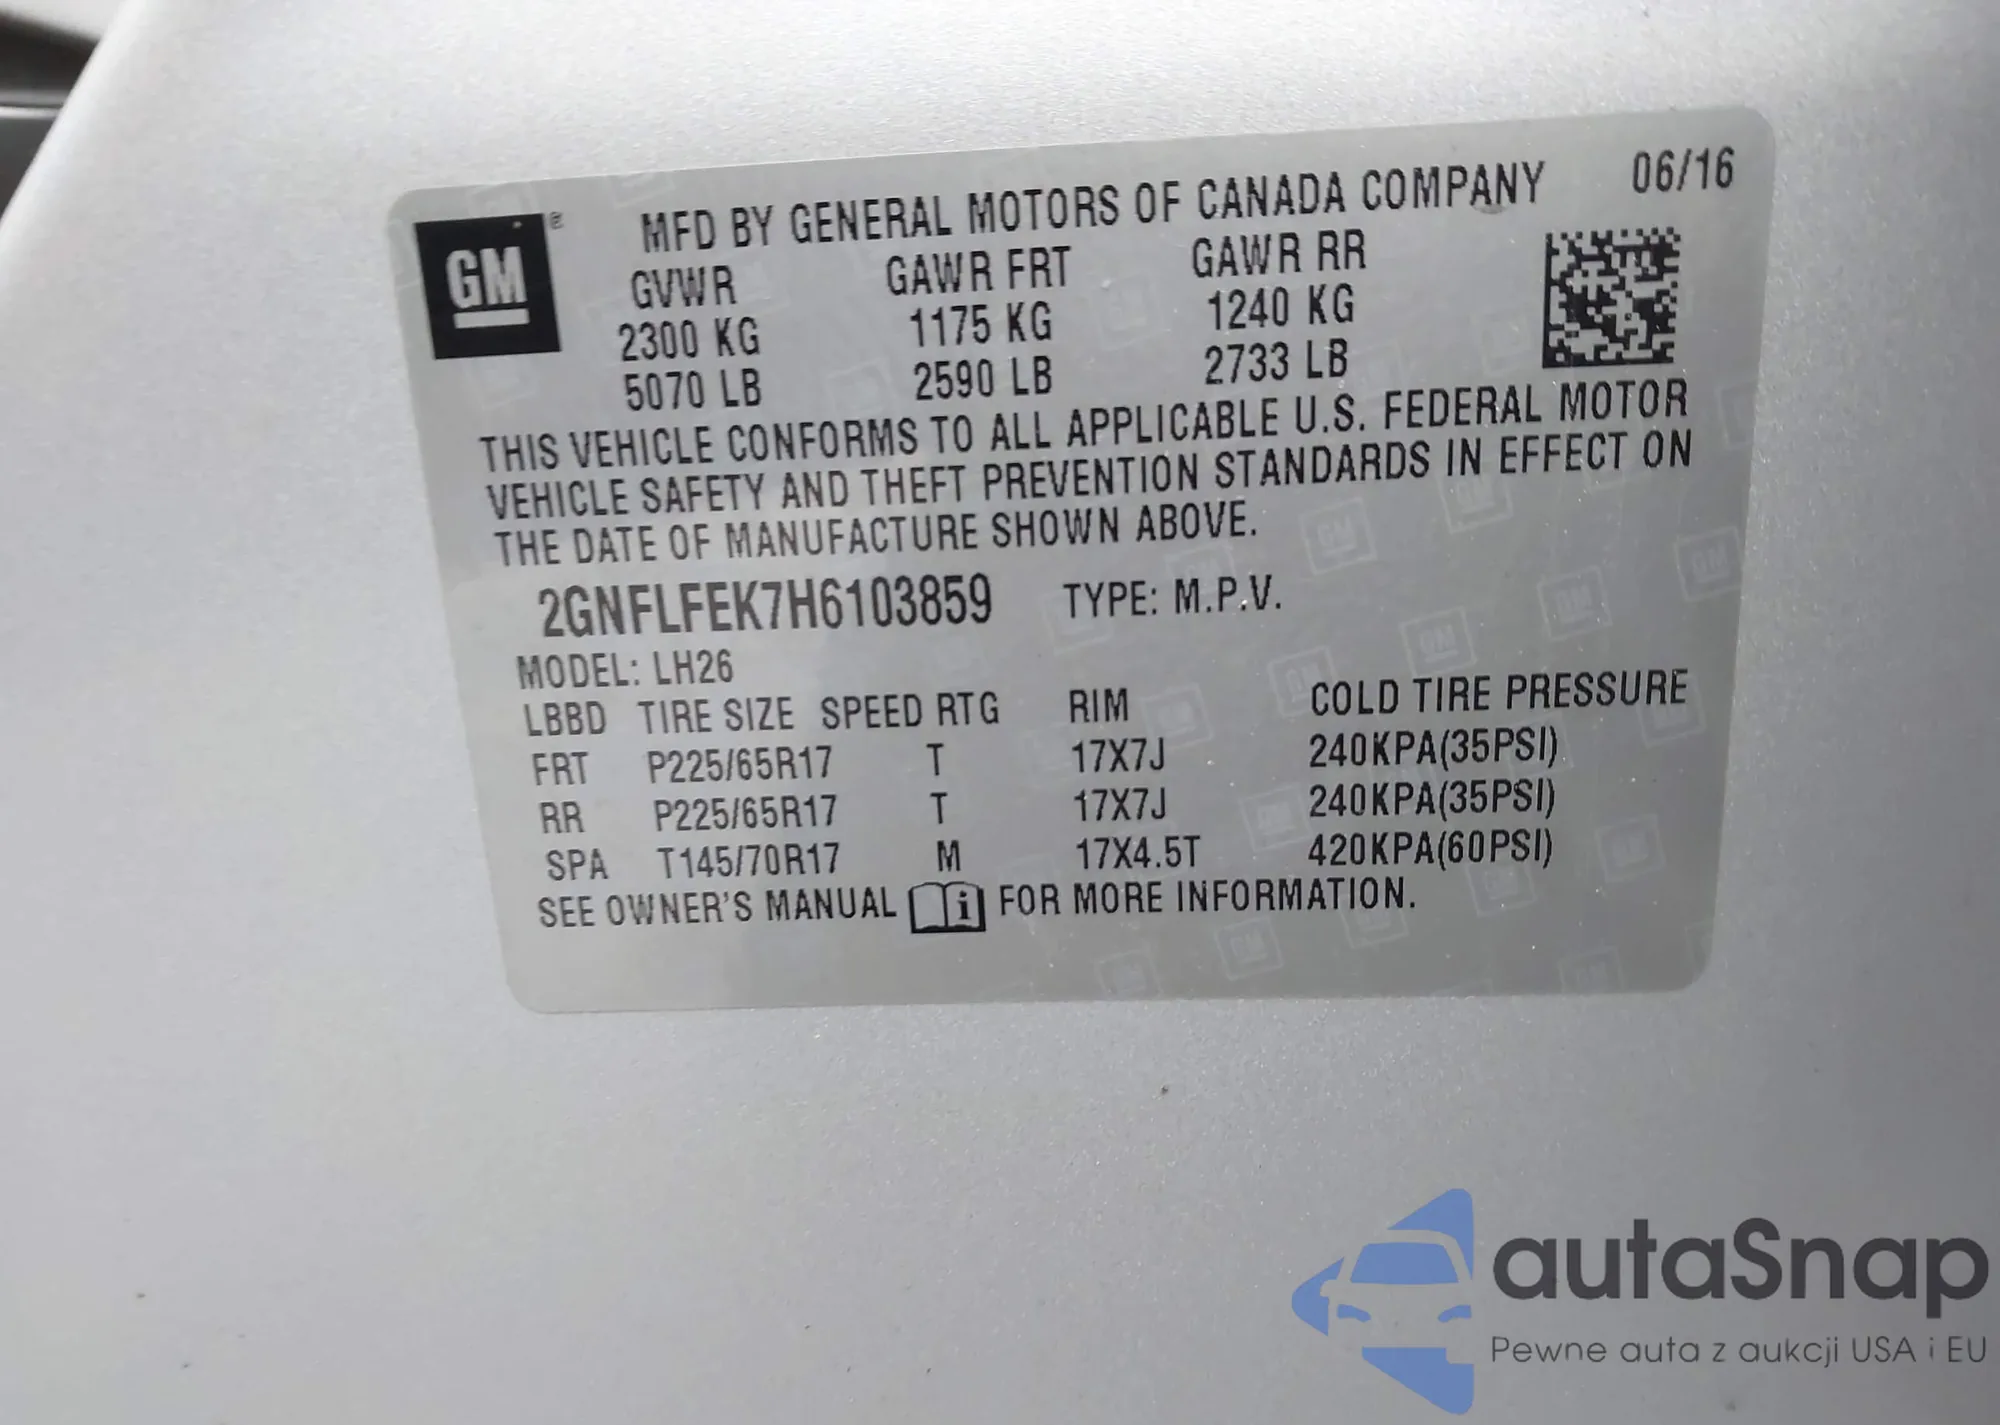 GM ®
MFD BY GENERAL MOTORS OF CANADA COMPANY 06/16
GVWR GAWR FRT GAWR RR
2300 KG 1175 KG 1240 KG
5070 LB 2590 LB 2733 LB
THIS VEHICLE CONFORMS TO ALL APPLICABLE U.S. FEDERAL MOTOR
VEHICLE SAFETY AND THEFT PREVENTION STANDARDS IN EFFECT ON
THE DATE OF MANUFACTURE SHOWN ABOVE.
2GNFLFEK7H6103859 TYPE: M.P.V.
MODEL: LH26
LBBD TIRE SIZE SPEED RTG RIM COLD TIRE PRESSURE
FRT P225/65R17 T 17X7J 240KPA(35PSI)
RR P225/65R17 T 17X7J 240KPA(35PSI)
SPA T145/70R17 M 17X4.5T 420KPA(60PSI)
SEE OWNER'S MANUAL i FOR MORE INFORMATION.
autaSnap
Pewne auta z aukcji USA i EU